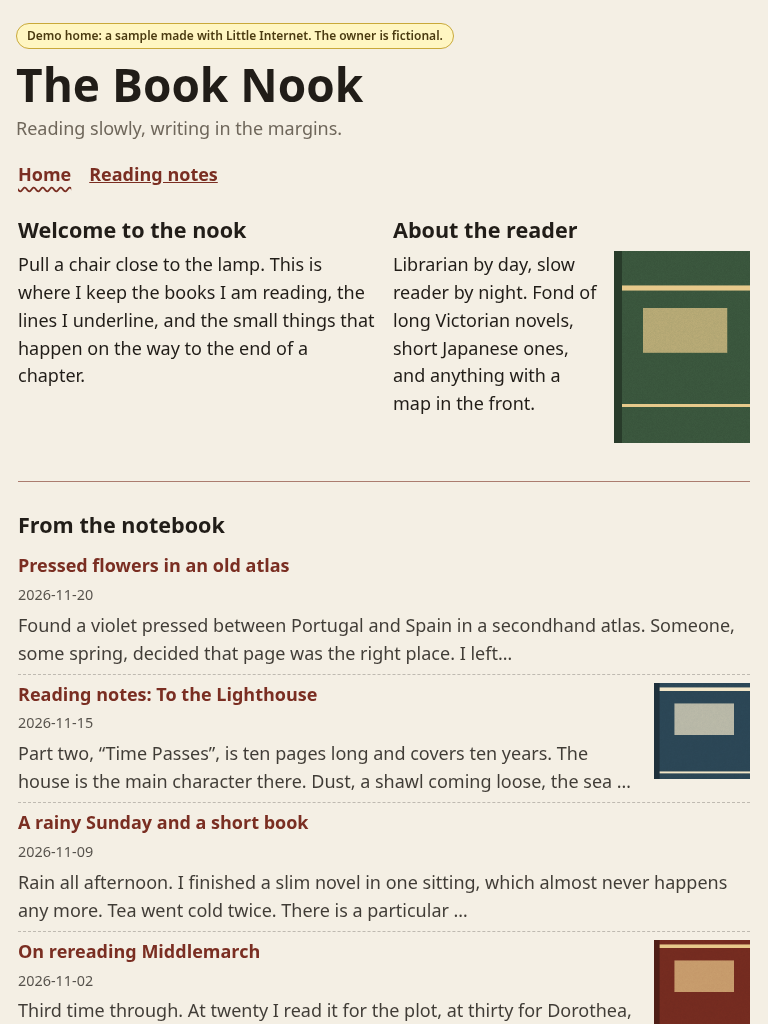 Demo home: a sample made with Little Internet. The owner is fictional.
The Book Nook
Reading slowly, writing in the margins.
Home Reading notes
Welcome to the nook
Pull a chair close to the lamp. This is
where I keep the books I am reading, the
lines I underline, and the small things that
happen on the way to the end of a
chapter.
About the reader
Librarian by day, slow
reader by night. Fond of
long Victorian novels,
short Japanese ones,
and anything with a
map in the front.
From the notebook
Pressed flowers in an old atlas
2026-11-20
Found a violet pressed between Portugal and Spain in a secondhand atlas. Someone,
some spring, decided that page was the right place. I left…
Reading notes: To the Lighthouse
2026-11-15
Part two, “Time Passes”, is ten pages long and covers ten years. The
house is the main character there. Dust, a shawl coming loose, the sea …
A rainy Sunday and a short book
2026-11-09
Rain all afternoon. I finished a slim novel in one sitting, which almost never happens
any more. Tea went cold twice. There is a particular …
On rereading Middlemarch
2026-11-02
Third time through. At twenty I read it for the plot, at thirty for Dorothea,